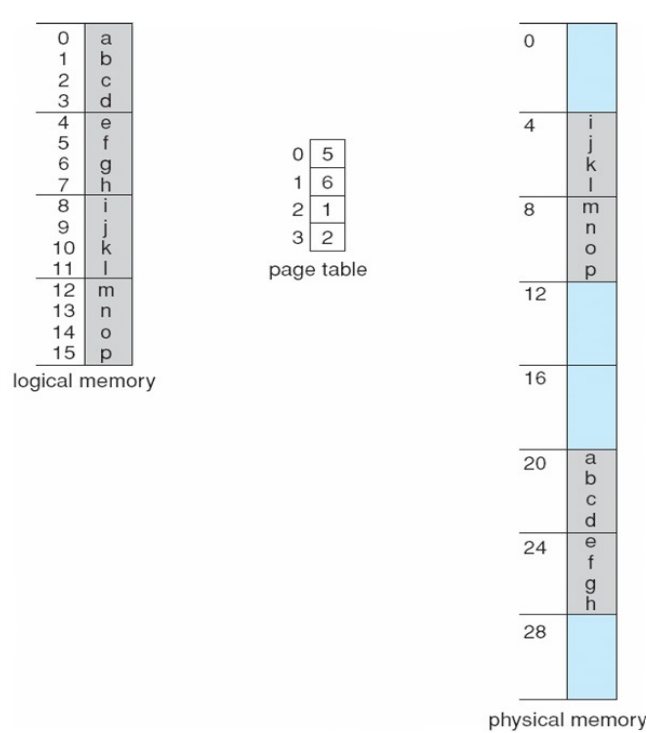 0 a
1 b
2 c
3 d
4 e
5 f
6 g
7 h
8 i
9 j
10 k
11 l
12 m
13 n
14 o
15 p
logical memory
0 5
1 6
2 1
3 2
page table
0
4 i
j
k
l
8 m
n
o
p
12
16
20 a
b
c
d
24 e
f
g
h
28
physical memory